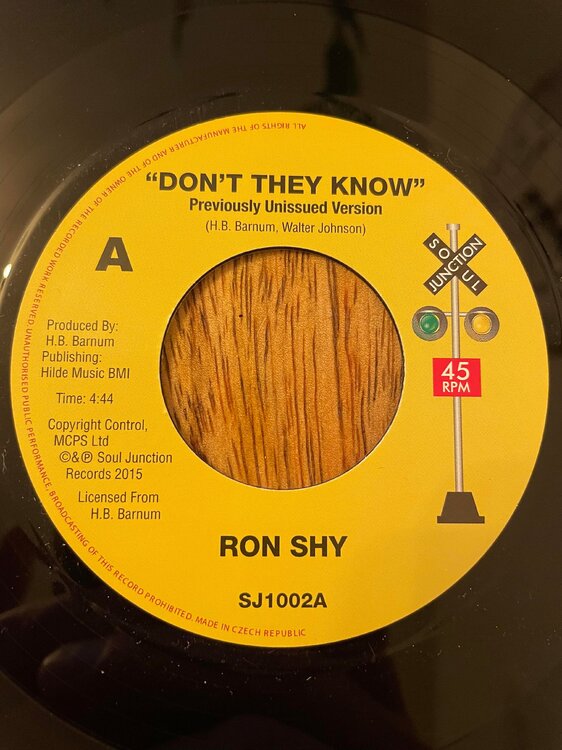 "DON'T THEY KNOW"
Previously Unissued Version
(H.B. Barnum, Walter Johnson)
A
SOUL
JUNCTION
Produced By:
H.B. Barnum
Publishing:
Hilde Music BMI
Time: 4:44
45
RPM
Copyright Control,
MCPS Ltd
©&℗ Soul Junction
Records 2015
Licensed From
H.B. Barnum
RON SHY
SJ1002A
ALL RIGHTS OF THE MANUFACTURER AND OF THE OWNER OF THE RECORDED WORK RESERVED. UNAUTHORISED PUBLIC PERFORMANCE, BROADCASTING OF THIS RECORD PROHIBITED. MADE IN CZECH REPUBLIC